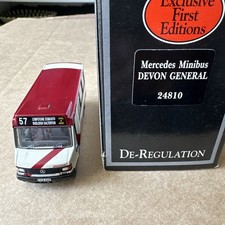 Exclusive
First
Editions
Mercedes Minibus
DEVON GENERAL
24810
DE-REGULATION
57